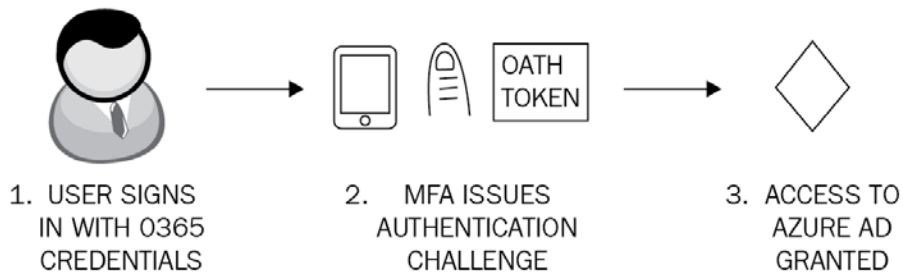 OATH
TOKEN
1. USER SIGNS
IN WITH 0365
CREDENTIALS
2. MFA ISSUES
AUTHENTICATION
CHALLENGE
3. ACCESS TO
AZURE AD
GRANTED